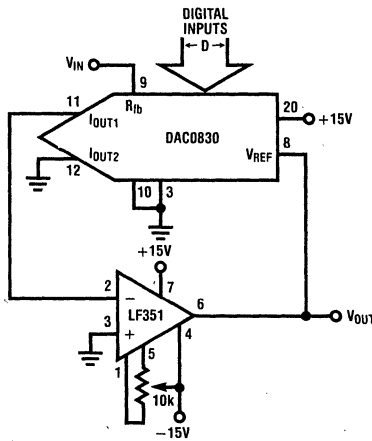 DIGITAL
INPUTS
D
VIN
9
11
Rfb
20
IOUT1
DAC0830
+15V
8
IOUT2
VREF
12
10
3
+15V
7
2
−
6
LF351
VOUT
3
+
4
5
1
10k
−15V